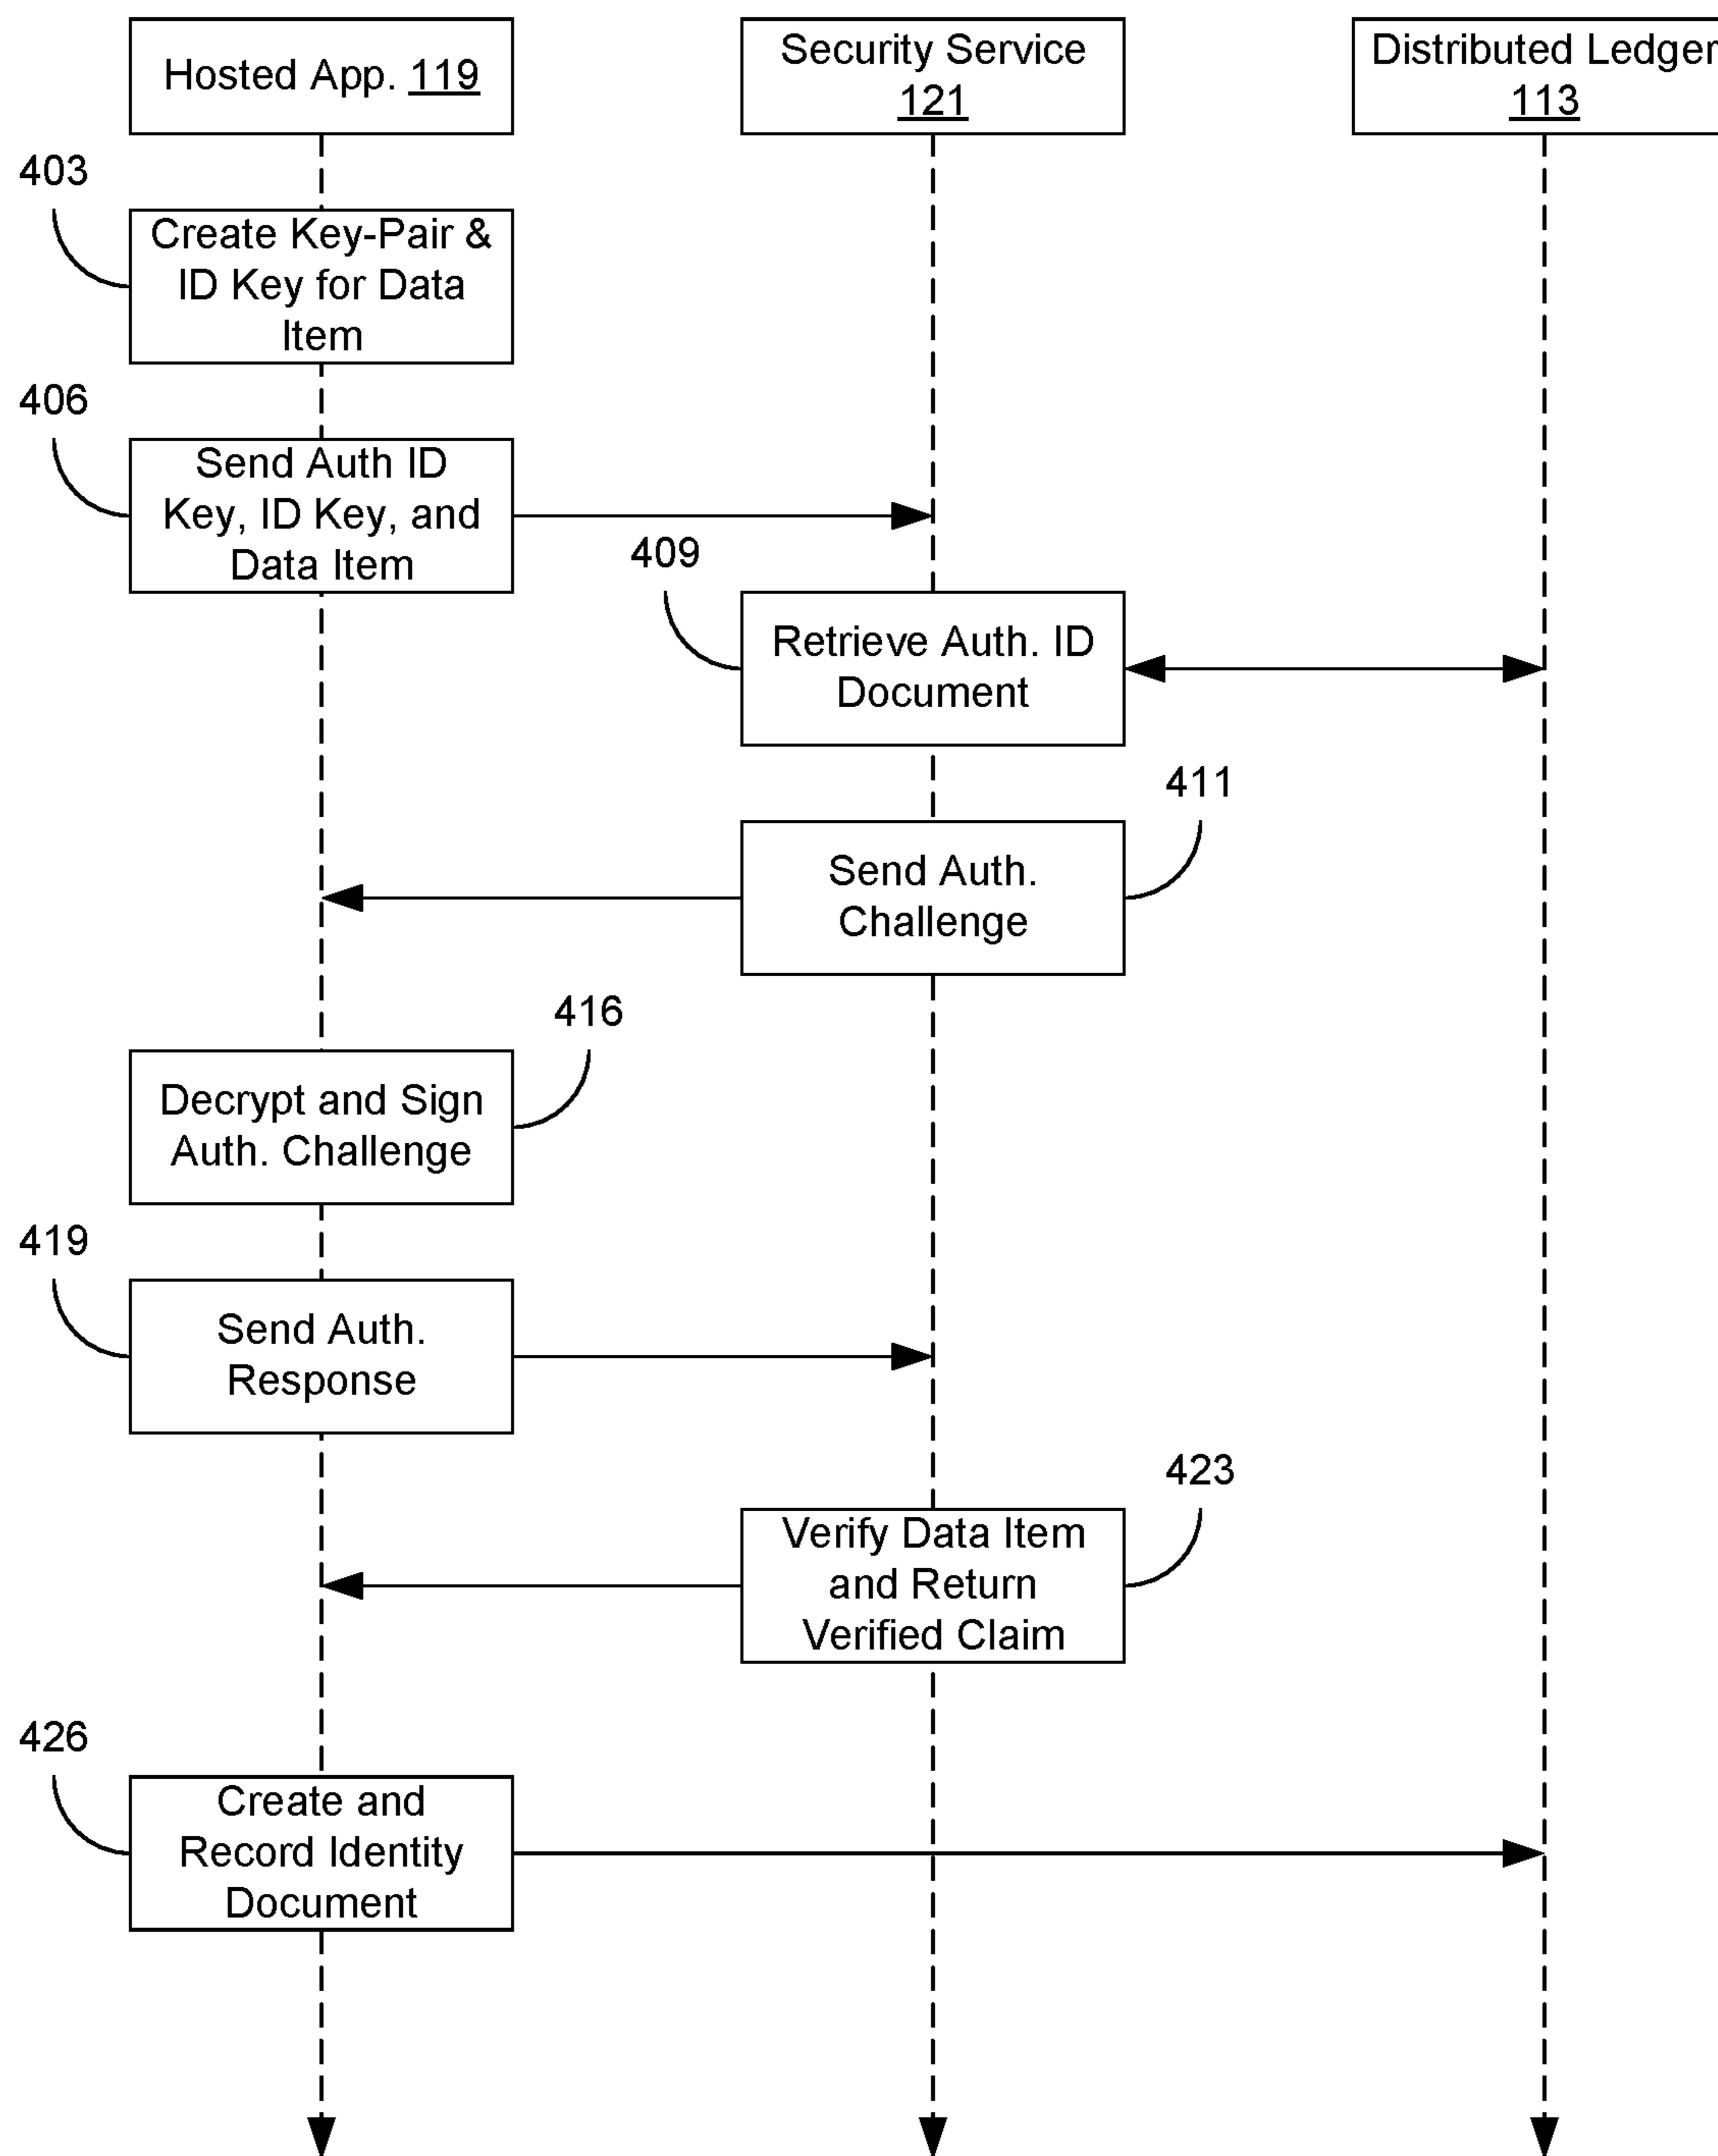 Hosted App. 119
Security Service
121
Distributed Ledger
113
403
Create Key-Pair &
ID Key for Data
Item
406
Send Auth ID
Key, ID Key, and
Data Item
409
Retrieve Auth. ID
Document
411
Send Auth.
Challenge
416
Decrypt and Sign
Auth. Challenge
419
Send Auth.
Response
423
Verify Data Item
and Return
Verified Claim
426
Create and
Record Identity
Document